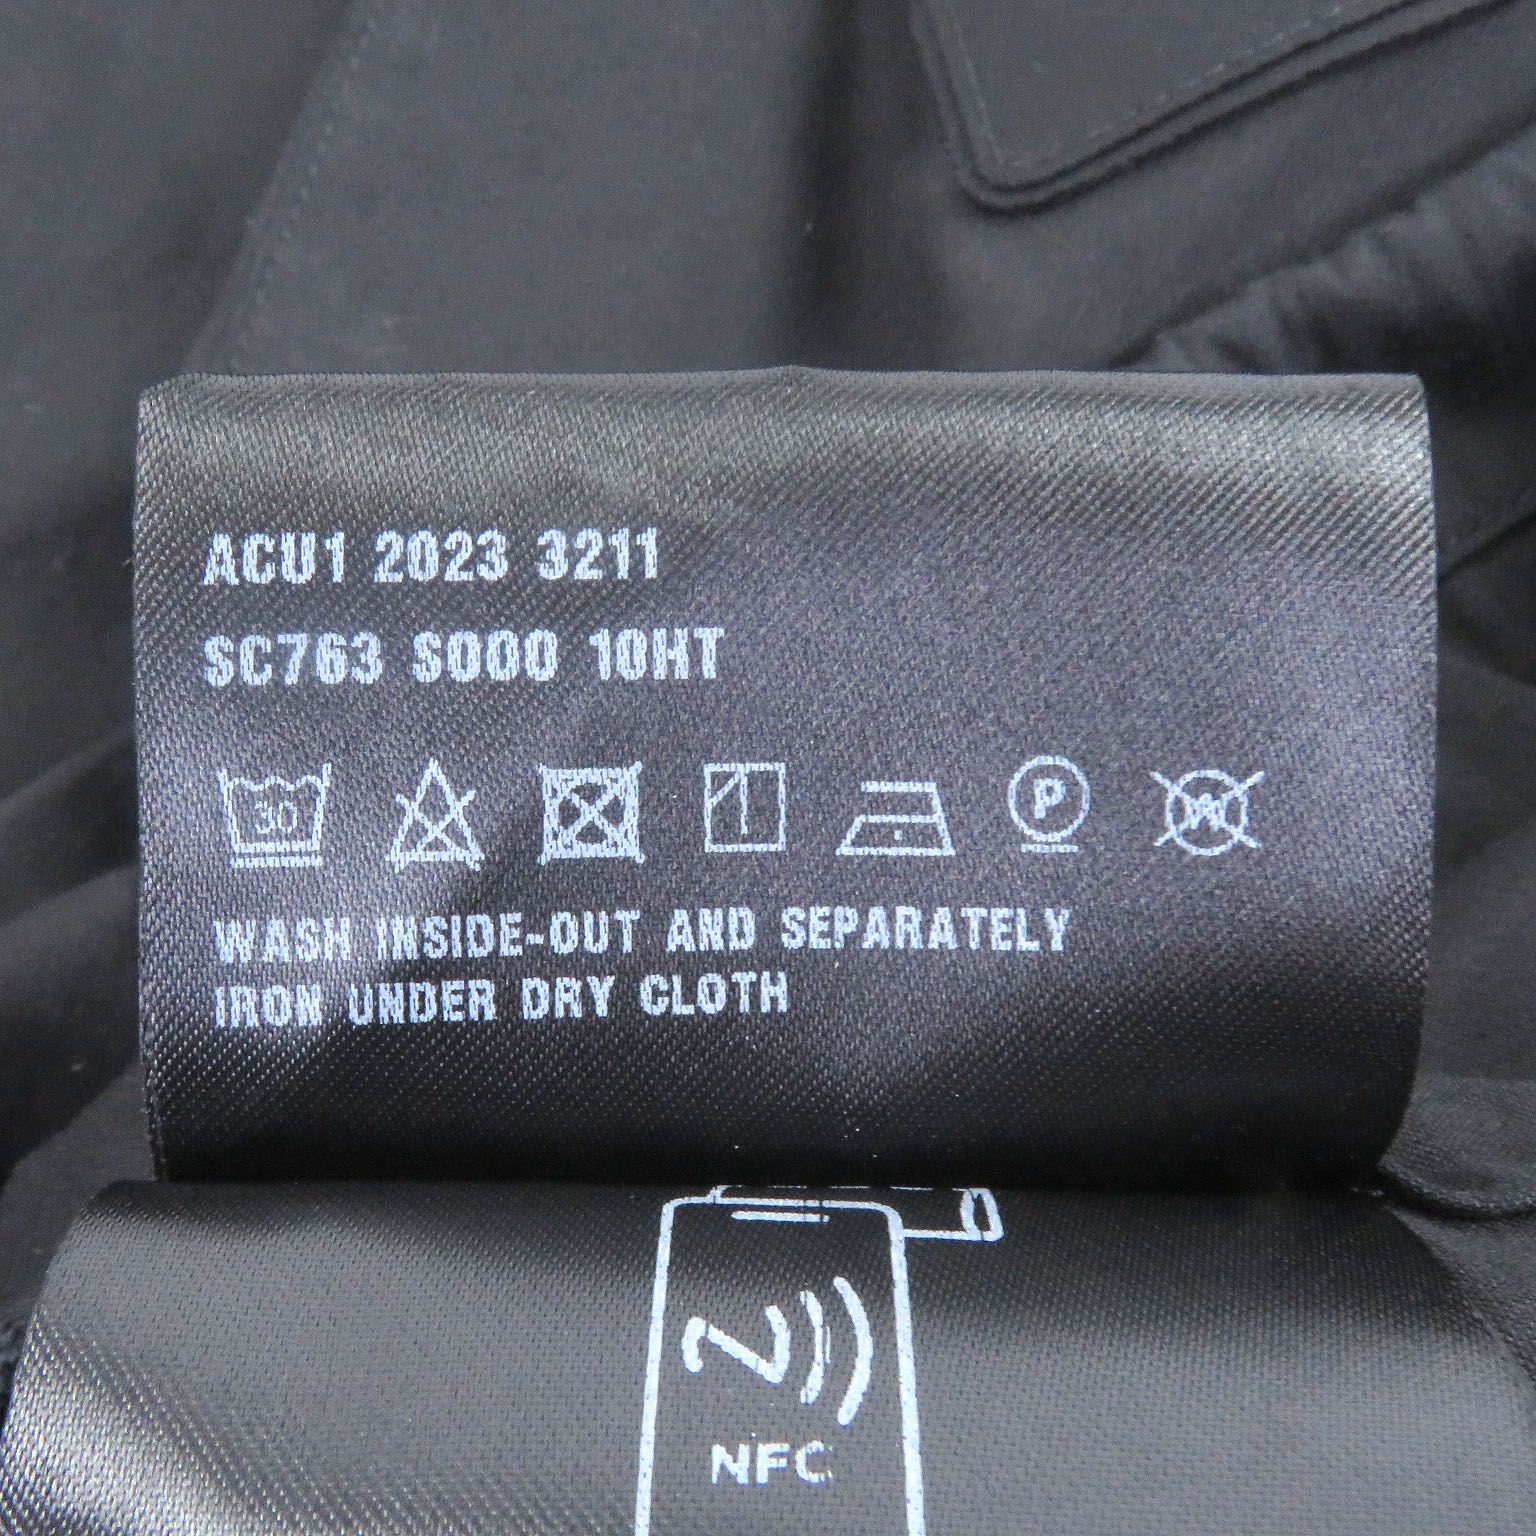 ACU1 2023 3211
SC763 S000 10HT
30 P W
WASH INSIDE-OUT AND SEPARATELY
IRON UNDER DRY CLOTH
NFC